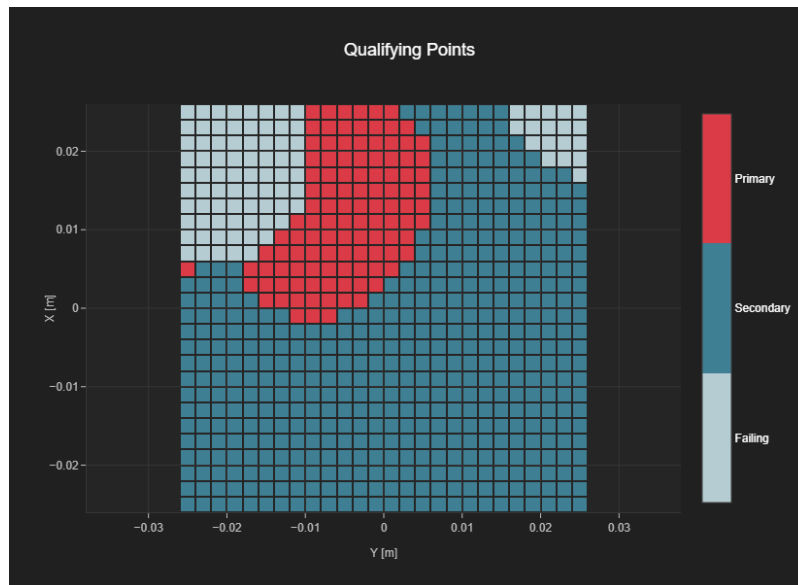 Qualifying Points
0.02
0.01
0
−0.01
−0.02
X [m]
−0.03
−0.02
−0.01
0
0.01
0.02
0.03
Y [m]
Primary
Secondary
Failing